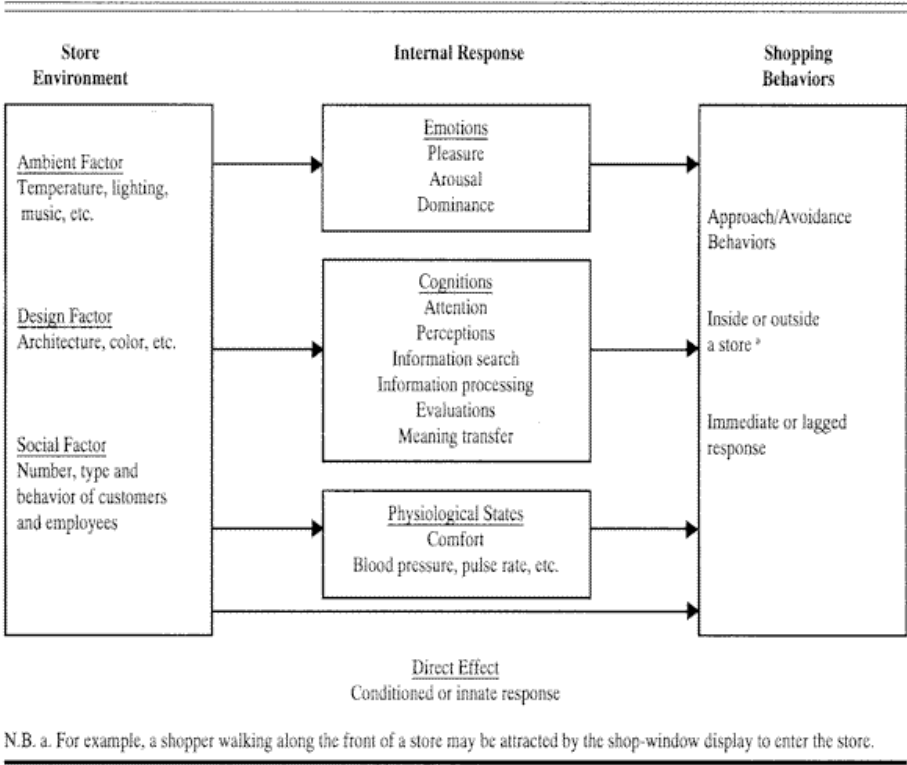 Store
Environment
Internal Response
Shopping
Behaviors
Ambient Factor
Temperature, lighting,
music, etc.
Design Factor
Architecture, color, etc.
Social Factor
Number, type and
behavior of customers
and employees
Emotions
Pleasure
Arousal
Dominance
Cognitions
Attention
Perceptions
Information search
Information processing
Evaluations
Meaning transfer
Physiological States
Comfort
Blood pressure, pulse rate, etc.
Approach/Avoidance
Behaviors
Inside or outside
a store ª
Immediate or lagged
response
Direct Effect
Conditioned or innate response
N.B. a. For example, a shopper walking along the front of a store may be attracted by the shop-window display to enter the store.